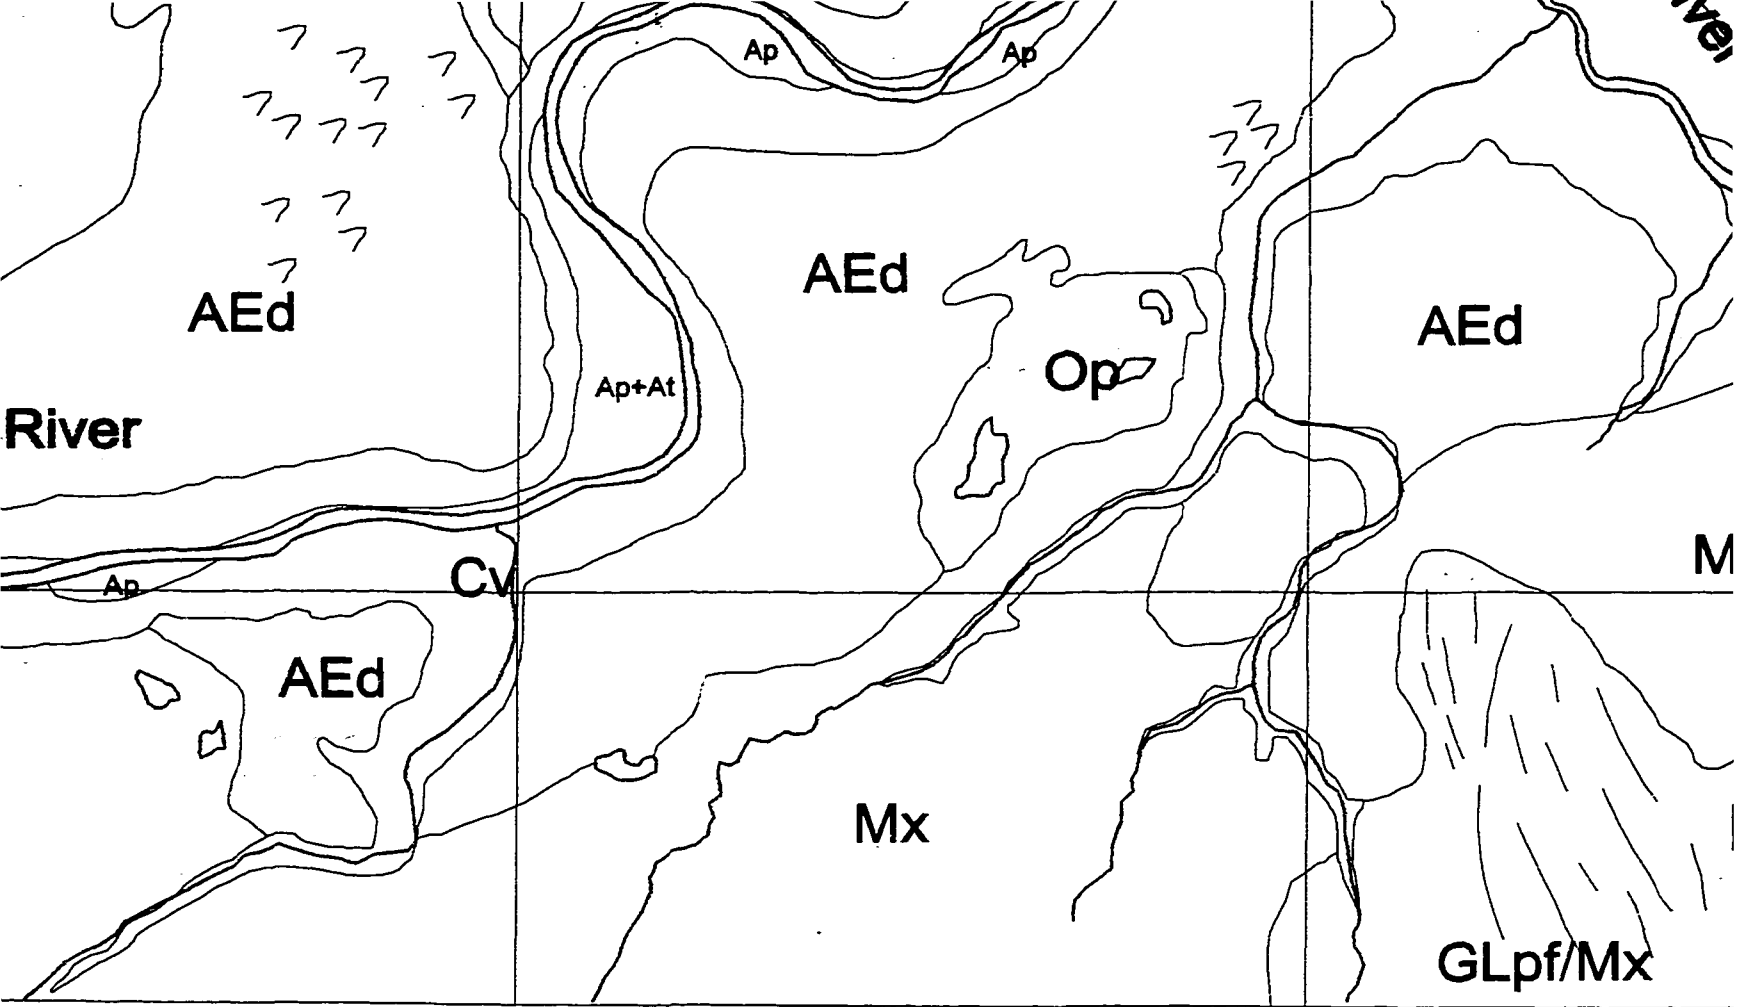 Ap
Ap
AEd
AEd
AEd
Op
Ap+At
River
M
Cv
Ap
AEd
Mx
GLpf/Mx